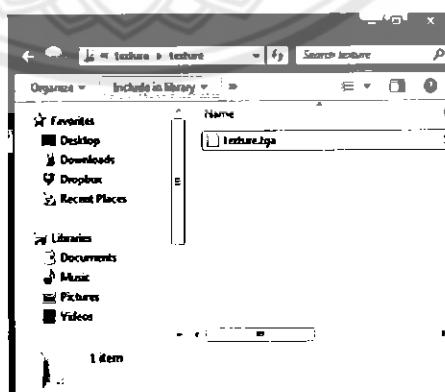 « texture ▸ texture
Search texture
Organize
Include in library
»
Favorites
Desktop
Downloads
Dropbox
Recent Places
Libraries
Documents
Music
Pictures
Videos
Name
texture.tga
1 item